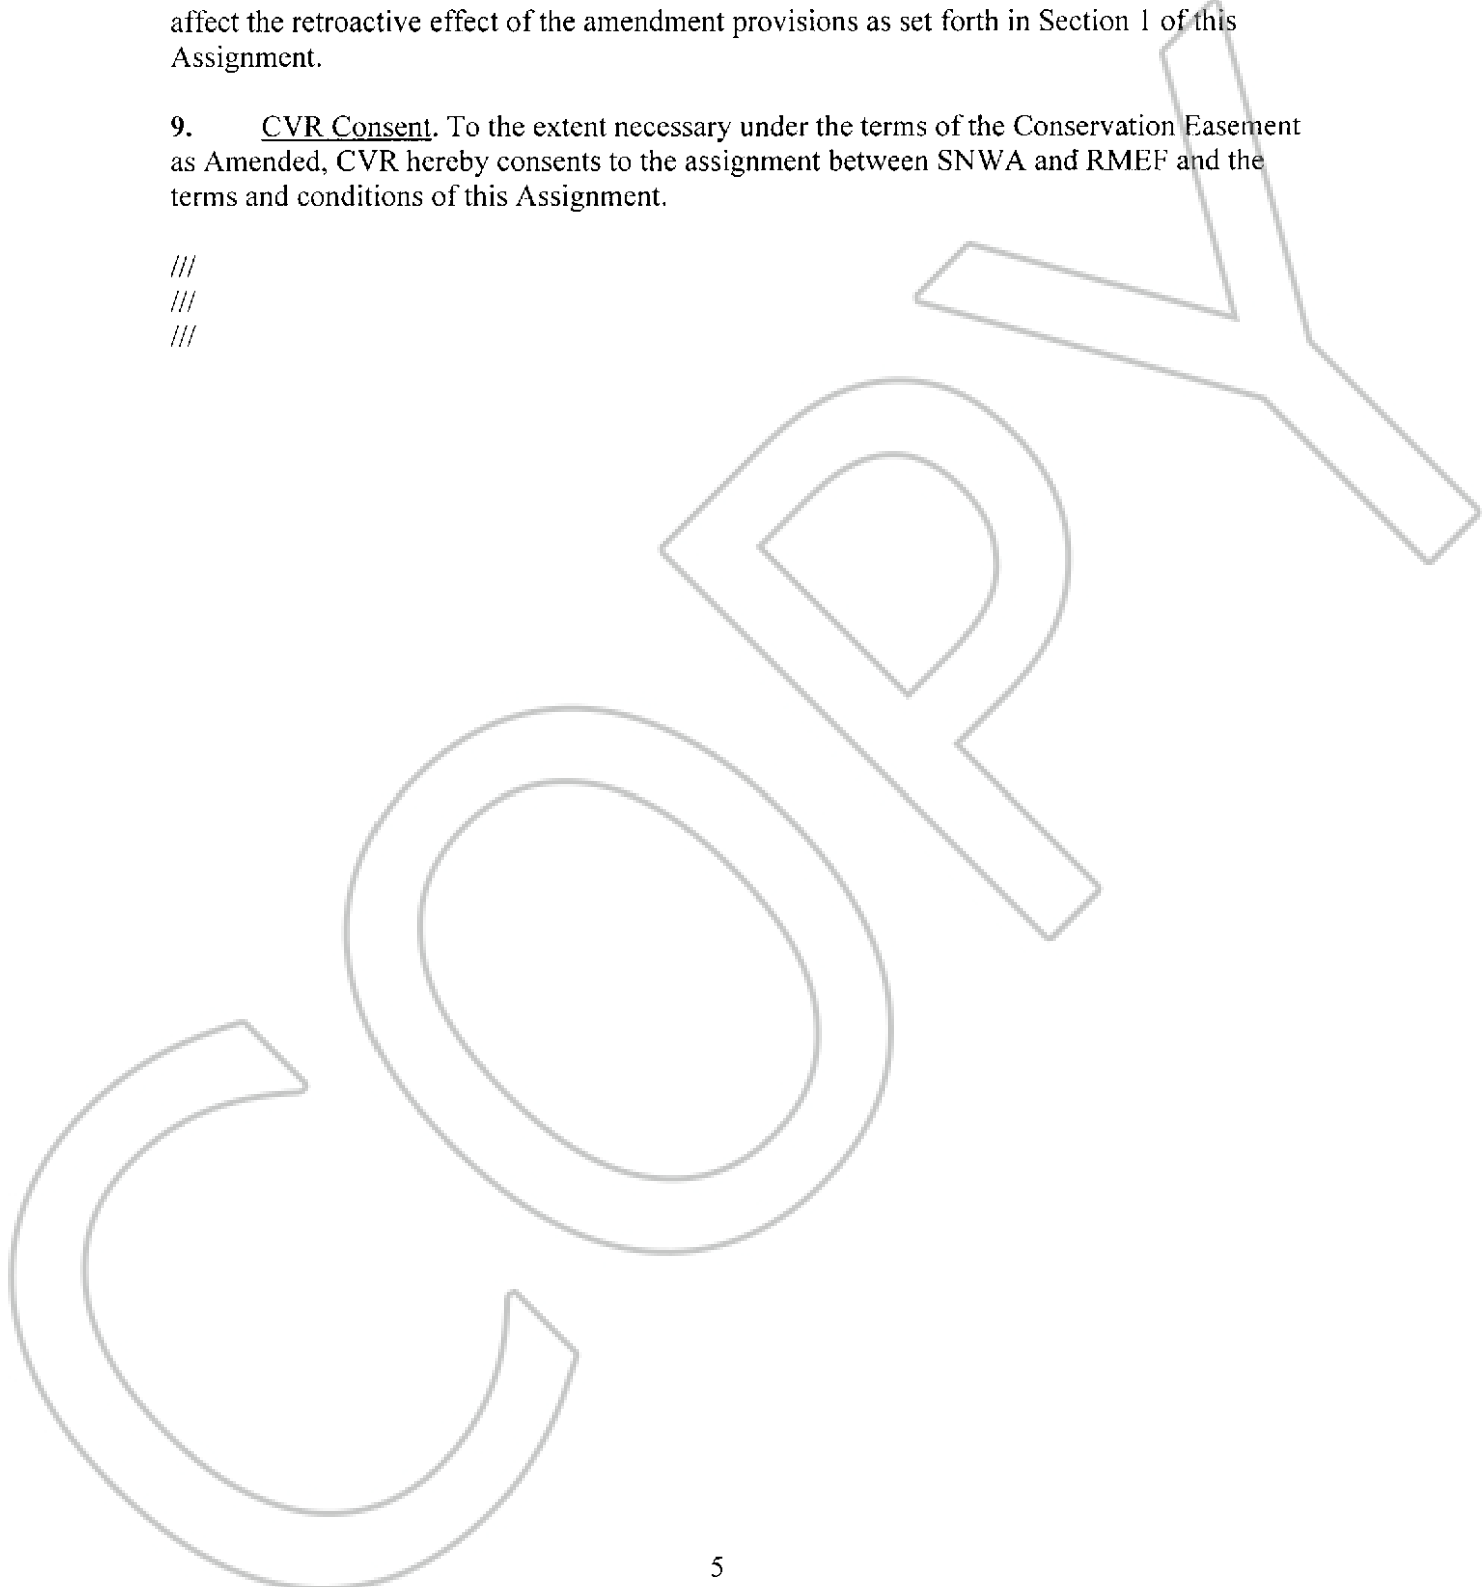 affect the retroactive effect of the amendment provisions as set forth in Section 1 of this
Assignment.
9. CVR Consent. To the extent necessary under the terms of the Conservation Easement
as Amended, CVR hereby consents to the assignment between SNWA and RMEF and the
terms and conditions of this Assignment.
///
///
///
COPY
5